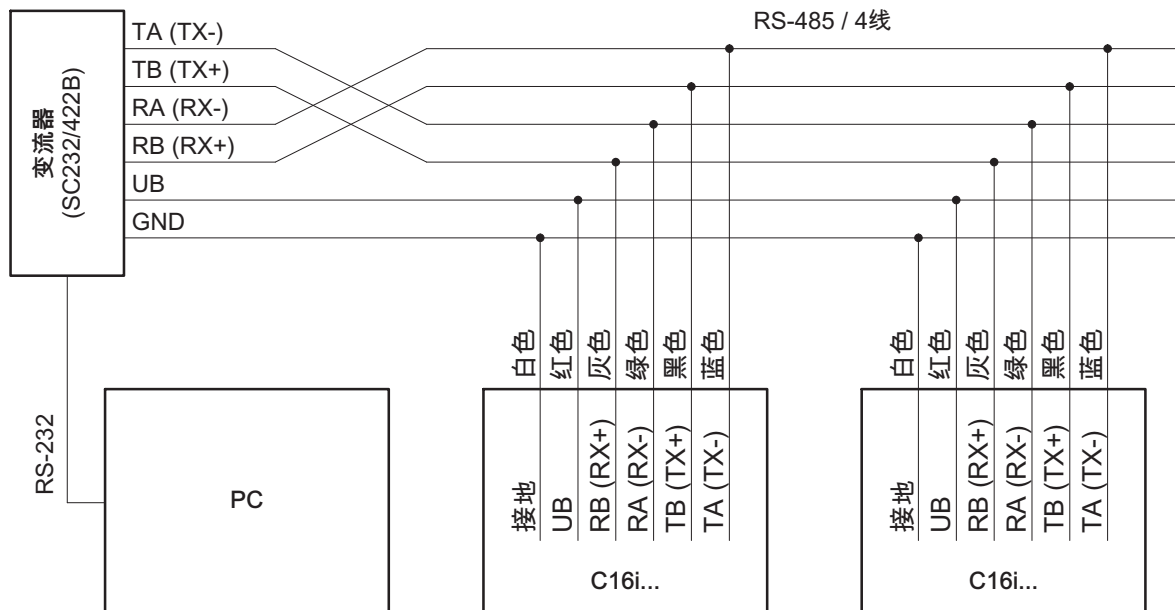 RS-485 / 4线
变流器
(SC232/422B)
TA (TX-)
TB (TX+)
RA (RX-)
RB (RX+)
UB
GND
RS-232
PC
白色
红色
灰色
绿色
黑色
蓝色
接地
UB
RB (RX+)
RA (RX-)
TB (TX+)
TA (TX-)
C16i...
白色
红色
灰色
绿色
黑色
蓝色
接地
UB
RB (RX+)
RA (RX-)
TB (TX+)
TA (TX-)
C16i...